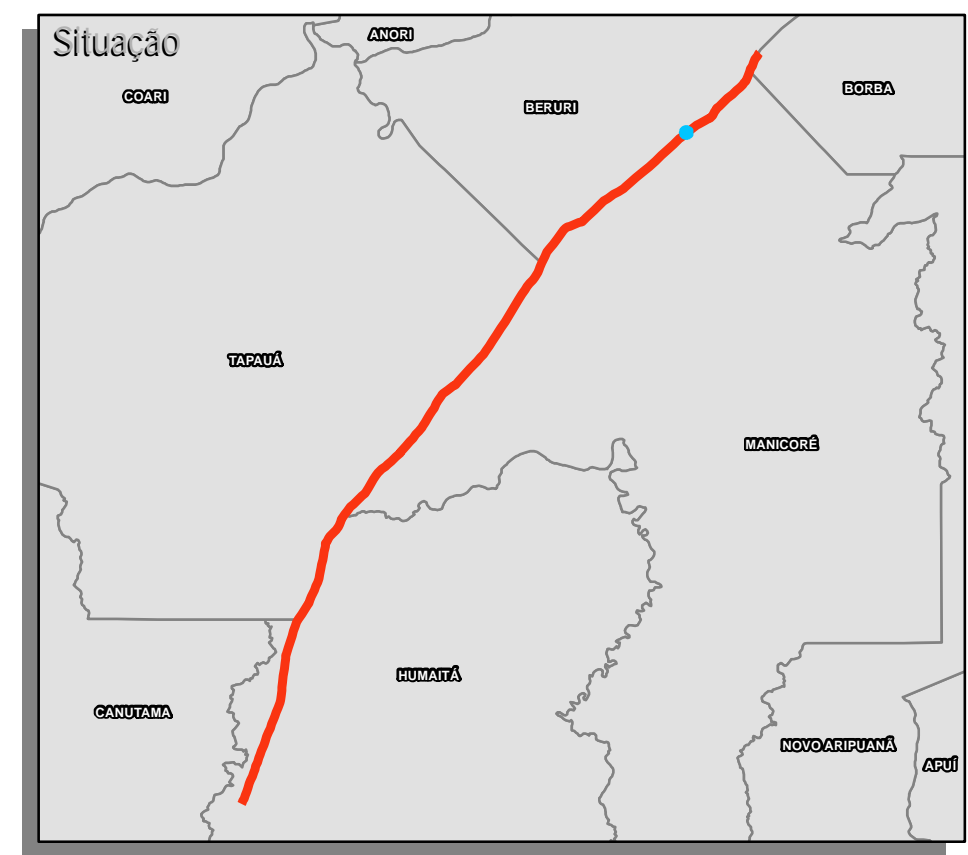 Situação
ANORI
COARI
BERURI
BORBA
TAPAUÁ
MANICORÉ
HUMAITÁ
CANUTAMA
NOVO ARIPUANÃ
APUÍ